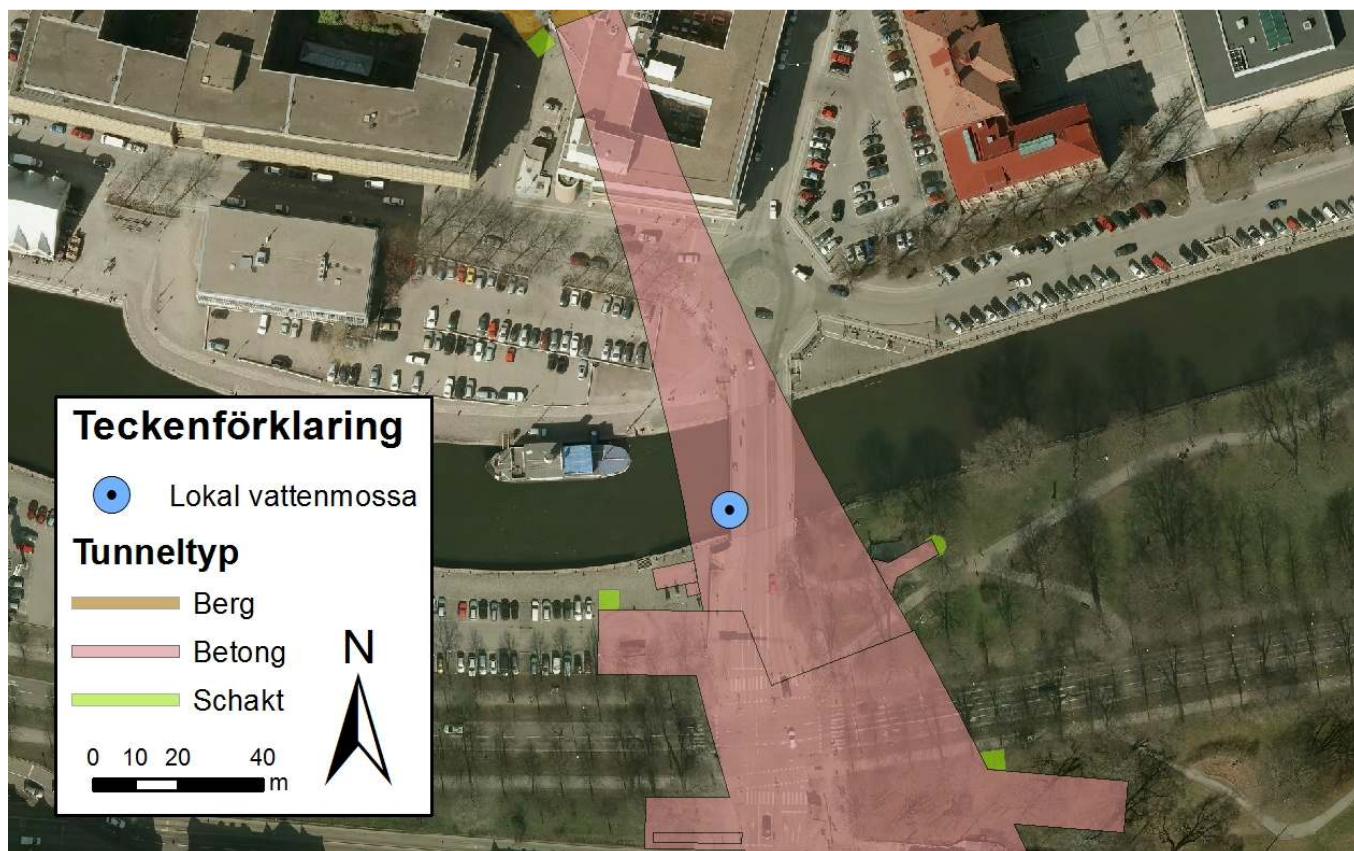 Teckenförklaring
Lokal vattenmossa
Tunneltyp
Berg
Betong
Schakt
N
0 10 20 40
m